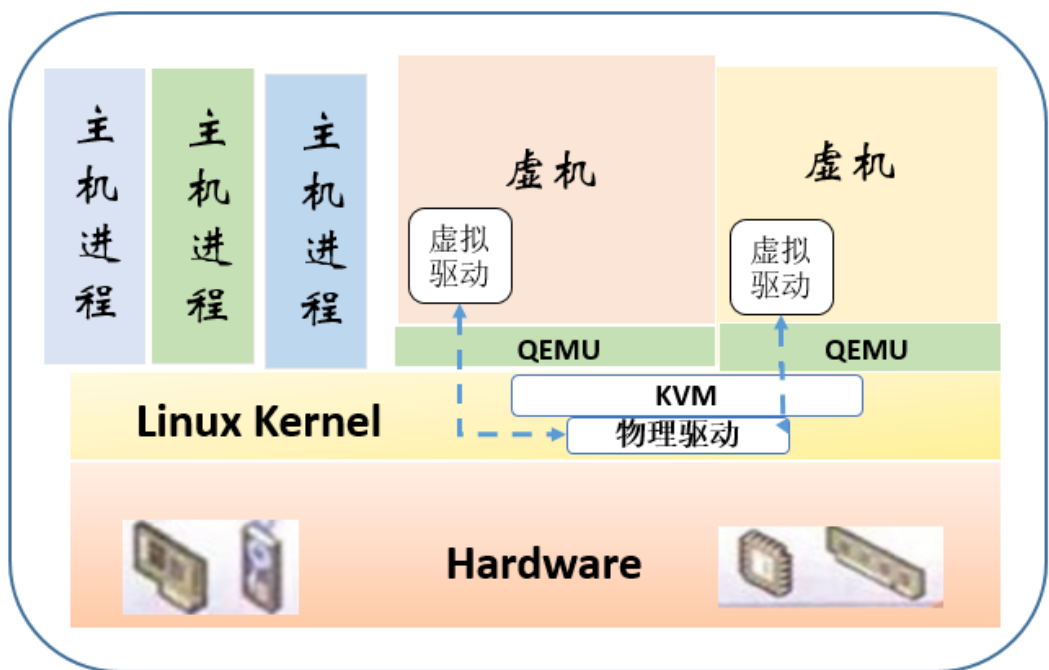 主机进程
主机进程
主机进程
虚机
虚机
虚拟
驱动
虚拟
驱动
QEMU
QEMU
KVM
Linux Kernel
物理驱动
Hardware